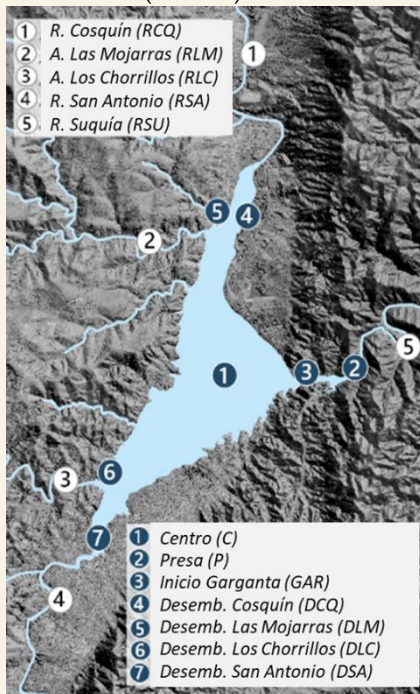 1 R. Cosquín (RCQ)
2 A. Las Mojarras (RLM)
3 A. Los Chorrillos (RLC)
4 R. San Antonio (RSA)
5 R. Suquía (RSU)
1
5
4
2
5
3
2
1
6
3
7
4
1 Centro (C)
2 Presa (P)
3 Inicio Garganta (GAR)
4 Desemb. Cosquín (DCQ)
5 Desemb. Las Mojarras (DLM)
6 Desemb. Los Chorrillos (DLC)
7 Desemb. San Antonio (DSA)